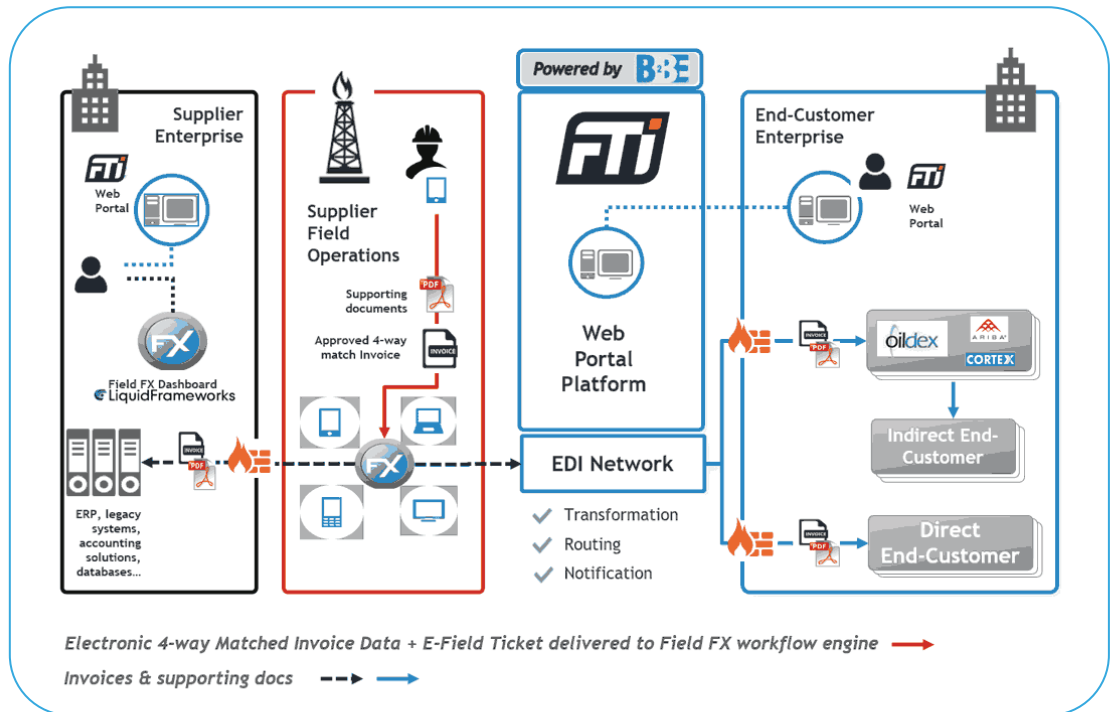 Powered by B2BE
Supplier
Enterprise
FTi
Web
Portal
FX
Field FX Dashboard
LiquidFrameworks
INVOICE
PDF
ERP, legacy
systems,
accounting
solutions,
databases...
Supplier
Field
Operations
PDF
Supporting
documents
Approved 4-way
match Invoice
INVOICE
FX
FTi
Web
Portal
Platform
EDI Network
Transformation
Routing
Notification
End-Customer
Enterprise
FTi
Web
Portal
INVOICE
PDF
oildex
ARIBA
CORTEX
Indirect End-
Customer
INVOICE
PDF
Direct
End-Customer
Electronic 4-way Matched Invoice Data + E-Field Ticket delivered to Field FX workflow engine
Invoices & supporting docs